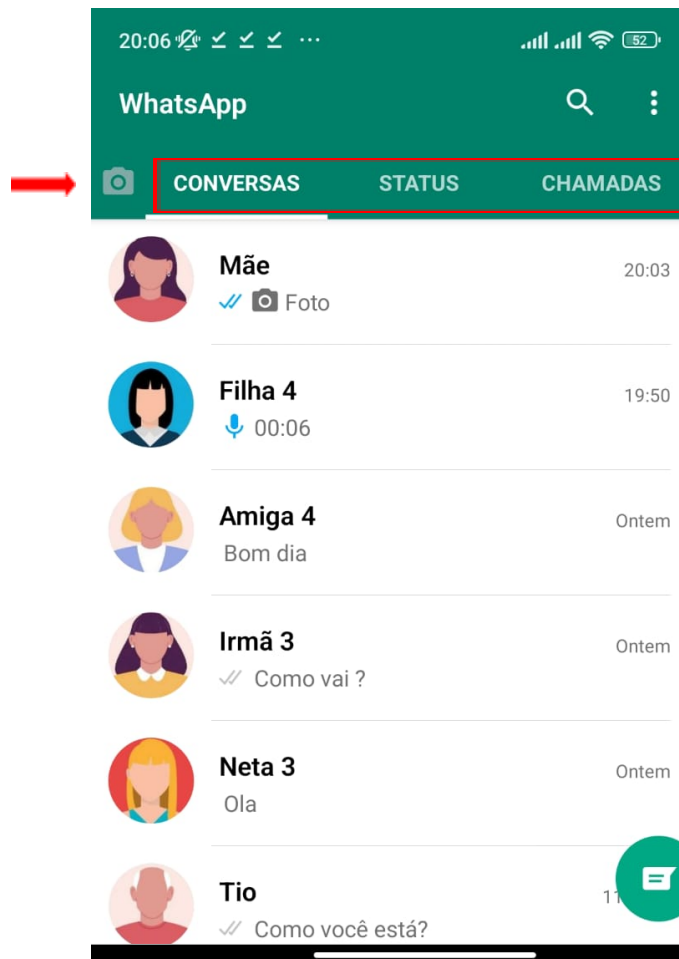 20:06 52
WhatsApp
CONVERSAS STATUS CHAMADAS
Mãe 20:03
Foto
Filha 4 19:50
00:06
Amiga 4 Ontem
Bom dia
Irmã 3 Ontem
Como vai ?
Neta 3 Ontem
Ola
Tio
Como você está?